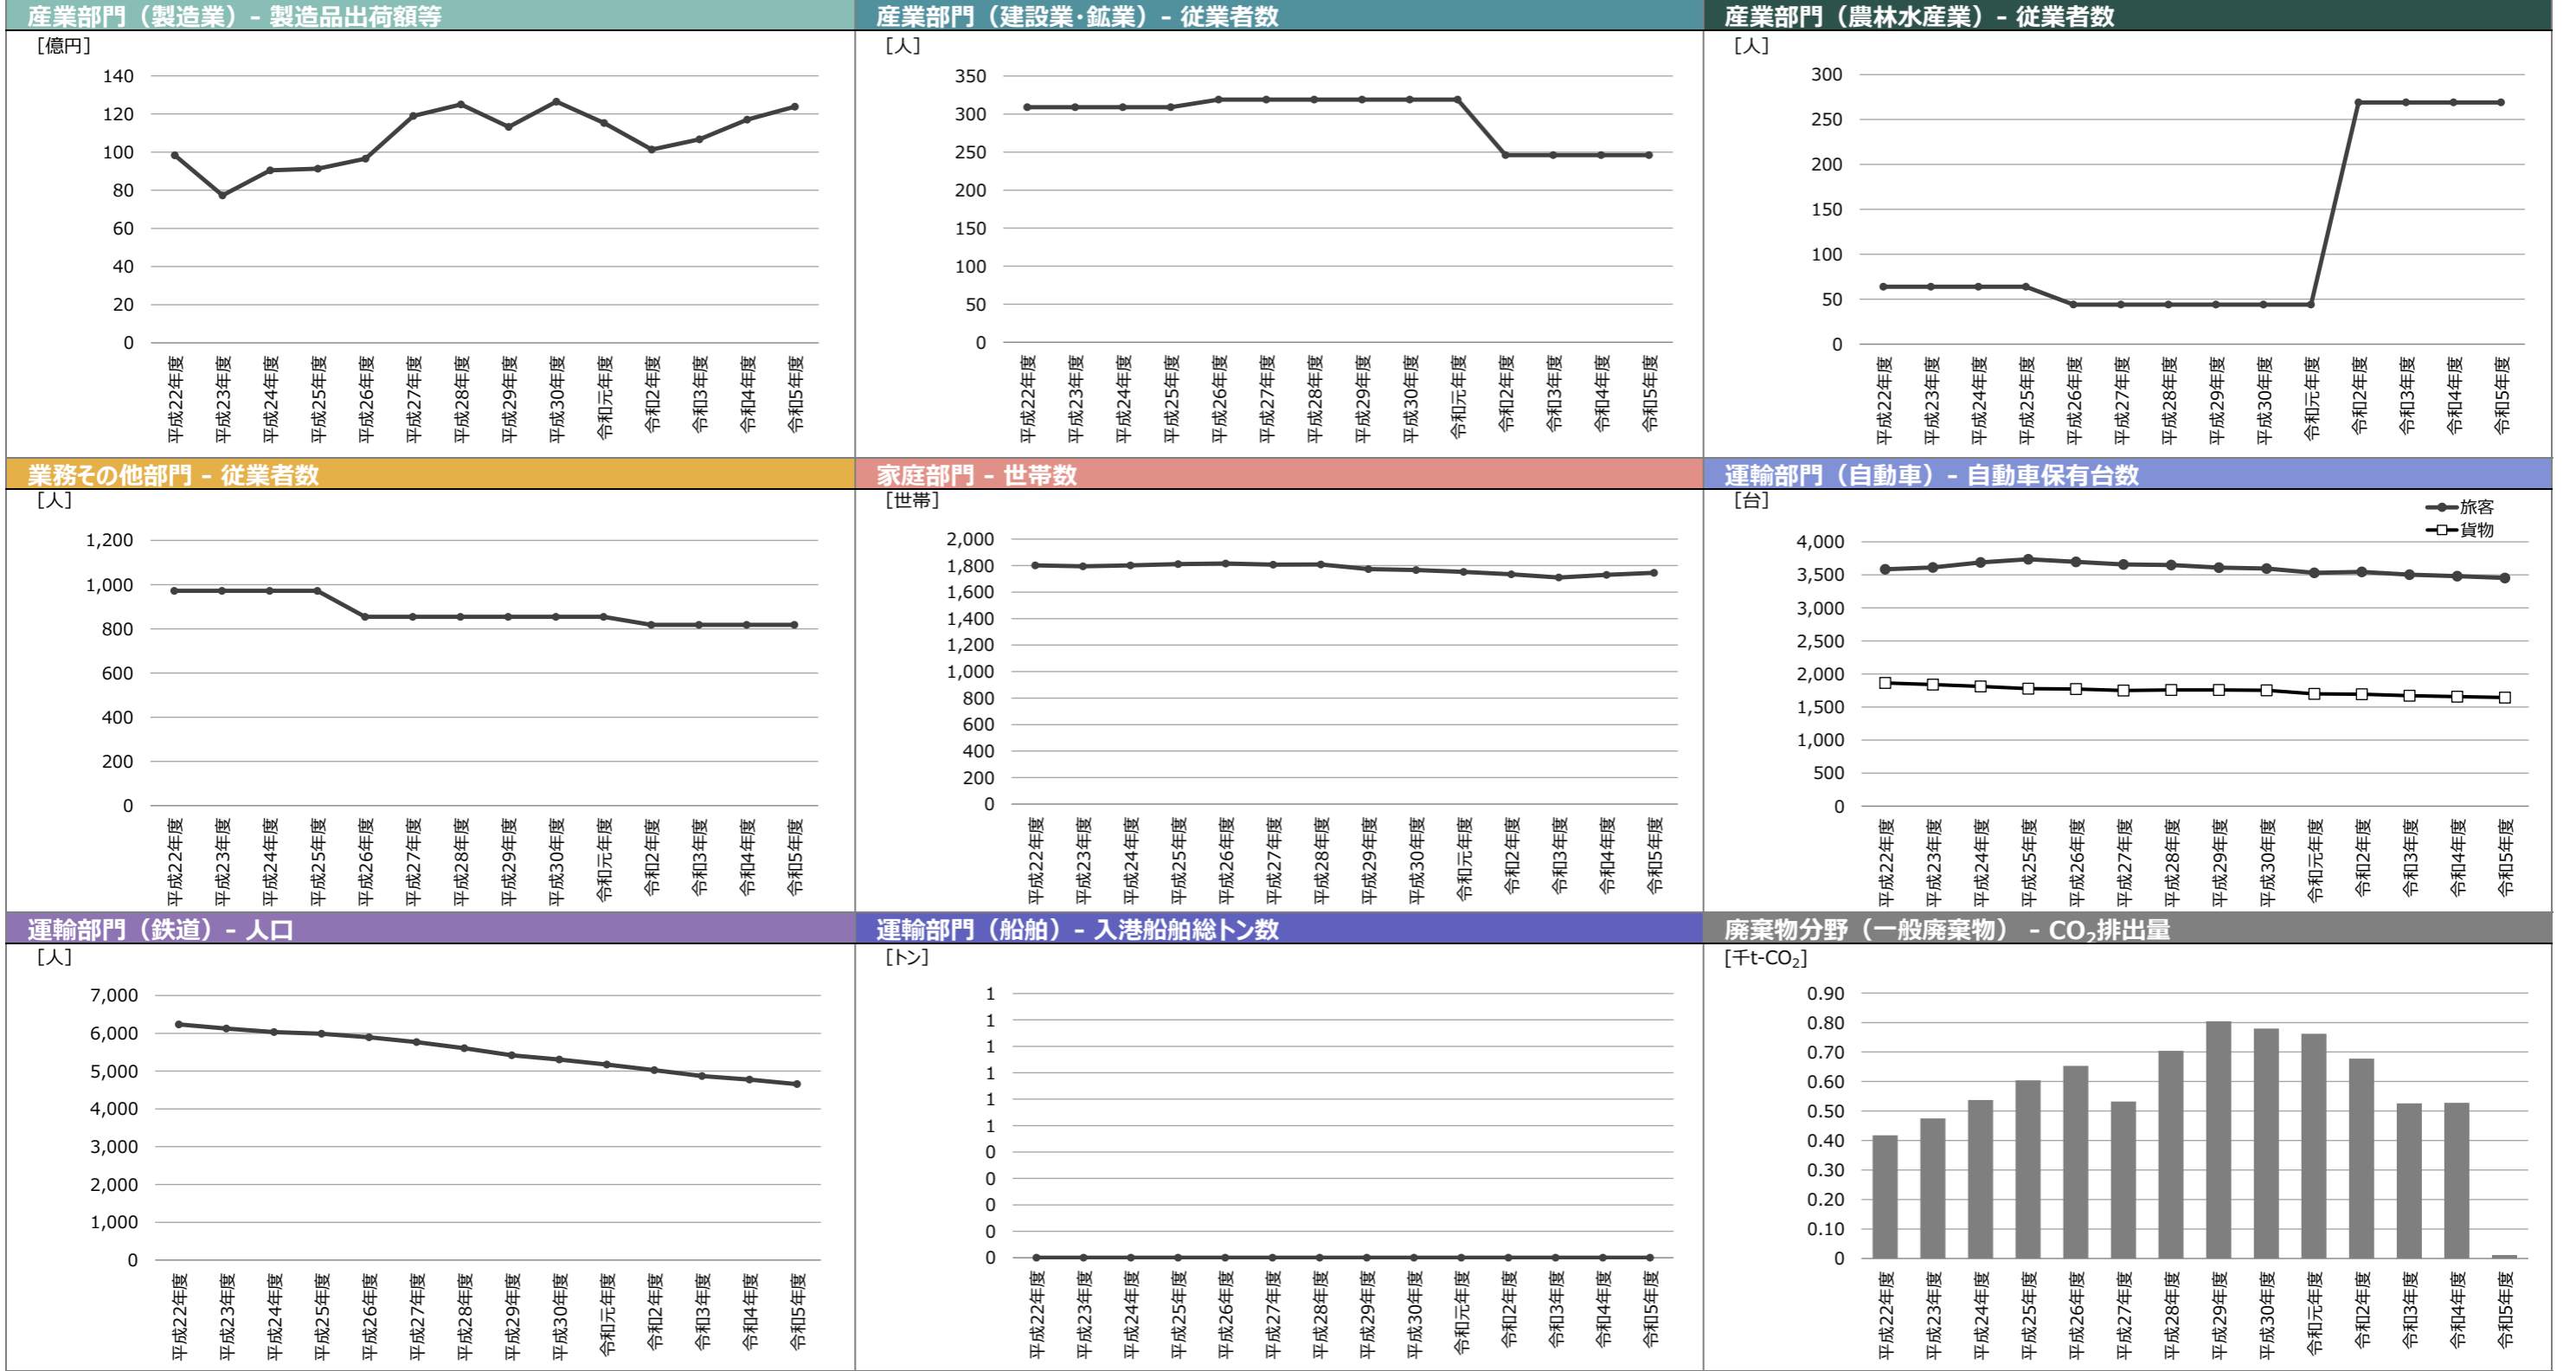 産業部門（製造業）- 製造品出荷額等
[億円]
140
120
100
80
60
40
20
0
平成22年度
平成23年度
平成24年度
平成25年度
平成26年度
平成27年度
平成28年度
平成29年度
平成30年度
令和元年度
令和2年度
令和3年度
令和4年度
令和5年度
産業部門（建設業･鉱業）- 従業者数
[人]
350
300
250
200
150
100
50
0
平成22年度
平成23年度
平成24年度
平成25年度
平成26年度
平成27年度
平成28年度
平成29年度
平成30年度
令和元年度
令和2年度
令和3年度
令和4年度
令和5年度
産業部門（農林水産業）- 従業者数
[人]
300
250
200
150
100
50
0
平成22年度
平成23年度
平成24年度
平成25年度
平成26年度
平成27年度
平成28年度
平成29年度
平成30年度
令和元年度
令和2年度
令和3年度
令和4年度
令和5年度
業務その他部門 - 従業者数
[人]
1,200
1,000
800
600
400
200
0
平成22年度
平成23年度
平成24年度
平成25年度
平成26年度
平成27年度
平成28年度
平成29年度
平成30年度
令和元年度
令和2年度
令和3年度
令和4年度
令和5年度
家庭部門 - 世帯数
[世帯]
2,000
1,800
1,600
1,400
1,200
1,000
800
600
400
200
0
平成22年度
平成23年度
平成24年度
平成25年度
平成26年度
平成27年度
平成28年度
平成29年度
平成30年度
令和元年度
令和2年度
令和3年度
令和4年度
令和5年度
運輸部門（自動車）- 自動車保有台数
[台]
旅客
貨物
4,000
3,500
3,000
2,500
2,000
1,500
1,000
500
0
平成22年度
平成23年度
平成24年度
平成25年度
平成26年度
平成27年度
平成28年度
平成29年度
平成30年度
令和元年度
令和2年度
令和3年度
令和4年度
令和5年度
運輸部門（鉄道）- 人口
[人]
7,000
6,000
5,000
4,000
3,000
2,000
1,000
0
平成22年度
平成23年度
平成24年度
平成25年度
平成26年度
平成27年度
平成28年度
平成29年度
平成30年度
令和元年度
令和2年度
令和3年度
令和4年度
令和5年度
運輸部門（船舶）- 入港船舶総トン数
[トン]
1
1
1
1
1
1
0
0
0
0
0
平成22年度
平成23年度
平成24年度
平成25年度
平成26年度
平成27年度
平成28年度
平成29年度
平成30年度
令和元年度
令和2年度
令和3年度
令和4年度
令和5年度
廃棄物分野（一般廃棄物） - CO₂排出量
[千t-CO₂]
0.90
0.80
0.70
0.60
0.50
0.40
0.30
0.20
0.10
0
平成22年度
平成23年度
平成24年度
平成25年度
平成26年度
平成27年度
平成28年度
平成29年度
平成30年度
令和元年度
令和2年度
令和3年度
令和4年度
令和5年度